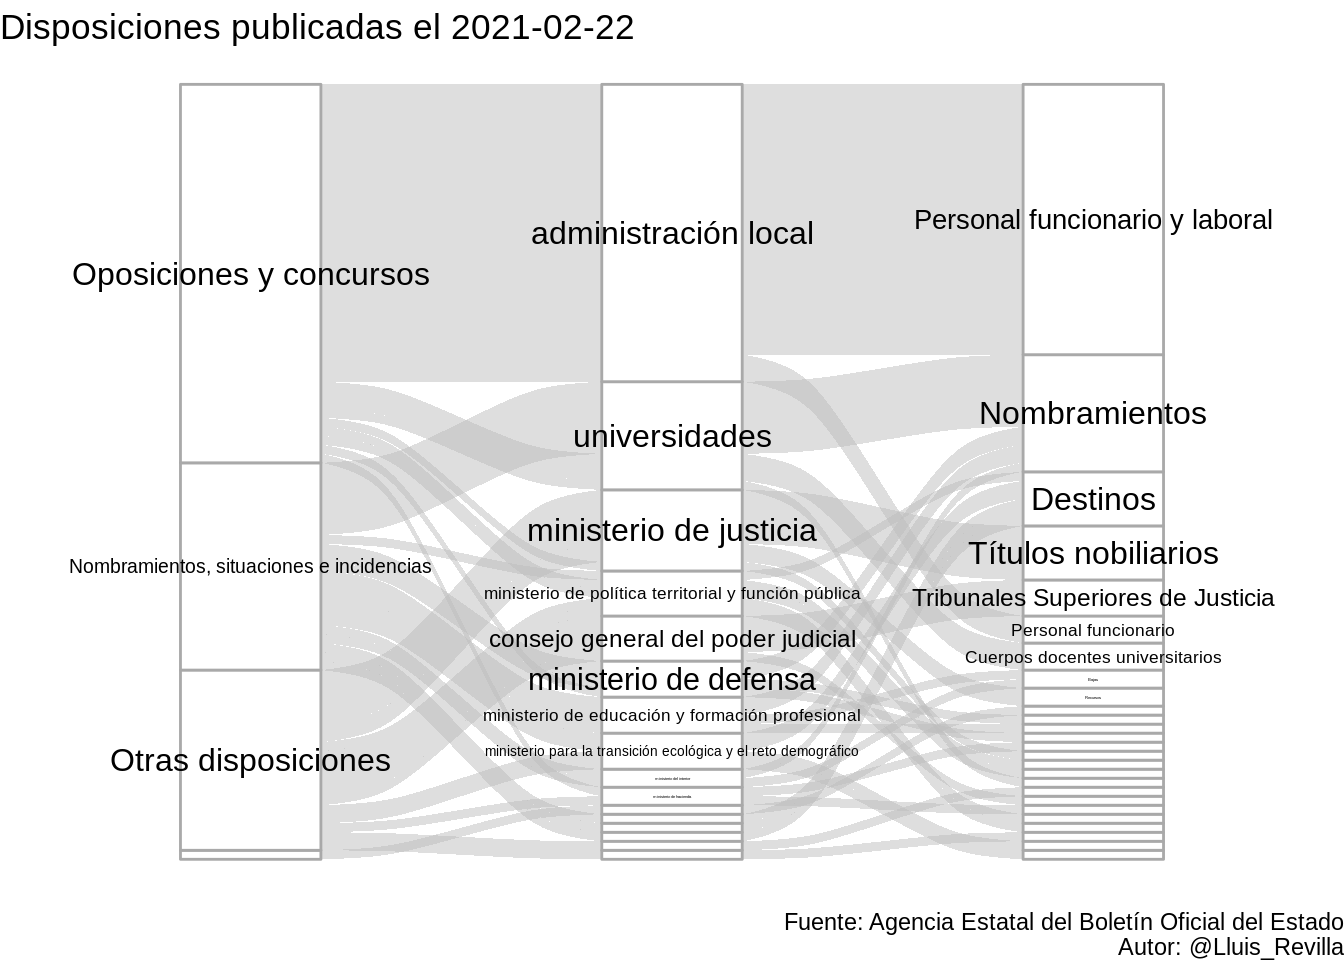 Disposiciones publicadas el 2021-02-22
Oposiciones y concursos
Nombramientos, situaciones e incidencias
Otras disposiciones
administración local
universidades
ministerio de justicia
ministerio de política territorial y función pública
consejo general del poder judicial
ministerio de defensa
ministerio de educación y formación profesional
ministerio para la transición ecológica y el reto demográfico
ministerio del interior
ministerio de hacienda
Personal funcionario y laboral
Nombramientos
Destinos
Títulos nobiliarios
Tribunales Superiores de Justicia
Personal funcionario
Cuerpos docentes universitarios
Bajas
Recursos
Fuente: Agencia Estatal del Boletín Oficial del Estado
Autor: @Lluis_Revilla